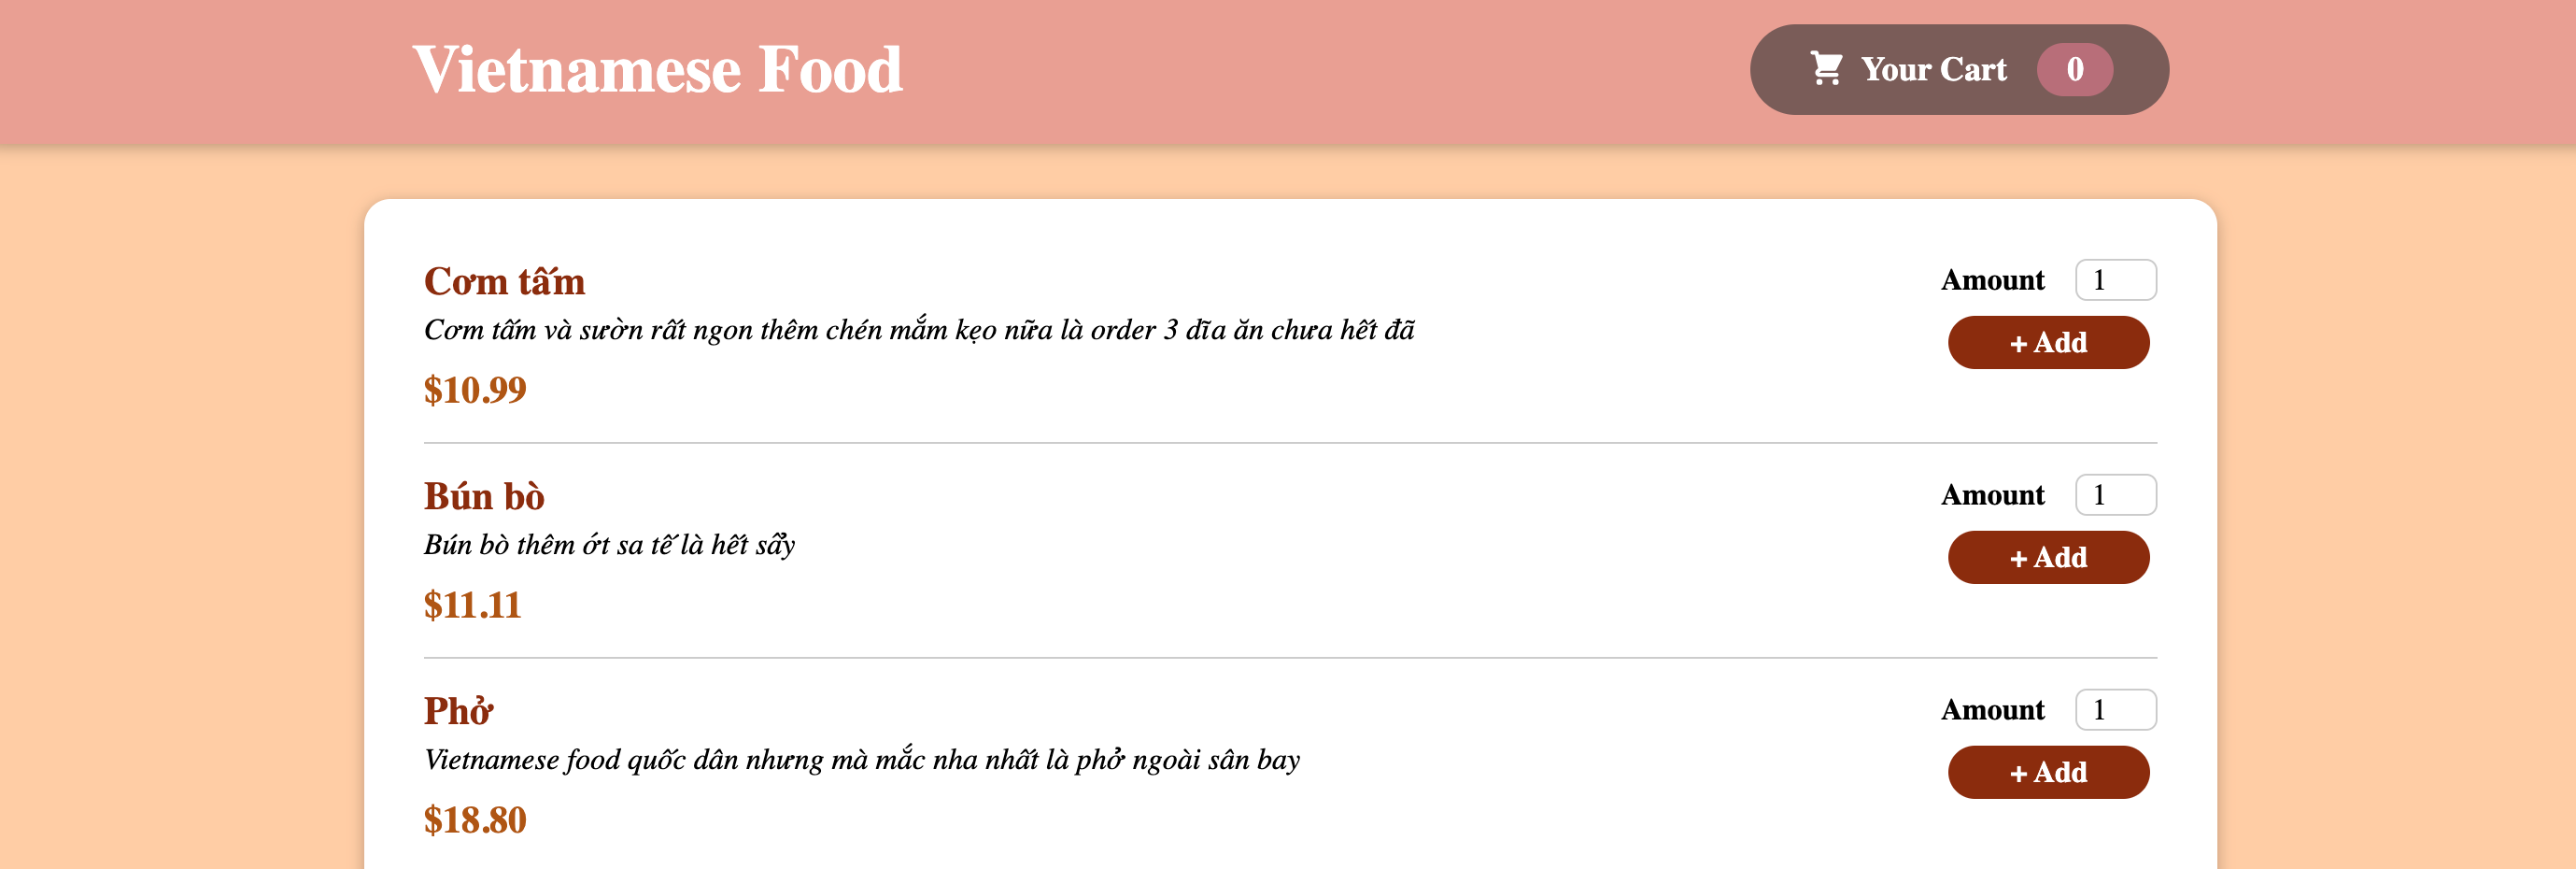 Vietnamese Food
Your Cart 0
Cơm tấm
Cơm tấm và sườn rất ngon thêm chén mắm kẹo nữa là order 3 dĩa ăn chưa hết đã
$10.99
Amount 1
+ Add
Bún bò
Bún bò thêm ớt sa tế là hết sẩy
$11.11
Amount 1
+ Add
Phở
Vietnamese food quốc dân nhưng mà mắc nha nhất là phở ngoài sân bay
$18.80
Amount 1
+ Add